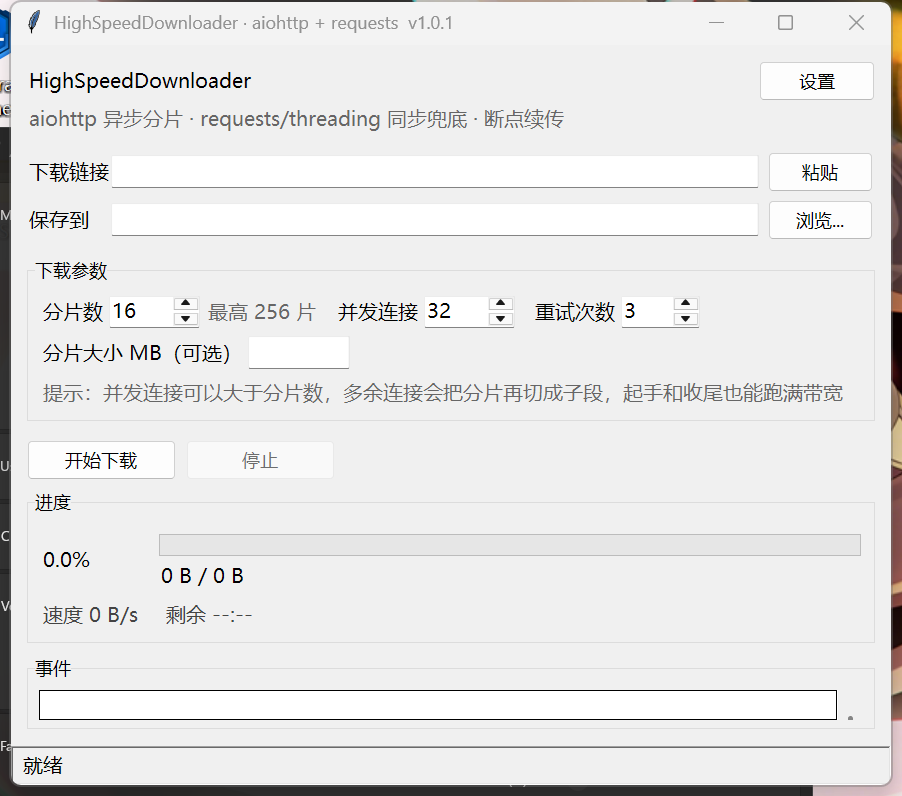 HighSpeedDownloader · aiohttp + requests v1.0.1
HighSpeedDownloader
设置
aiohttp 异步分片 · requests/threading 同步兜底 · 断点续传
下载链接
粘贴
保存到
浏览...
下载参数
分片数 16 最高 256 片 并发连接 32 重试次数 3
分片大小 MB（可选）
提示：并发连接可以大于分片数，多余连接会把分片再切成子段，起手和收尾也能跑满带宽
开始下载 停止
进度
0.0%
0 B / 0 B
速度 0 B/s 剩余 --:--
事件
就绪